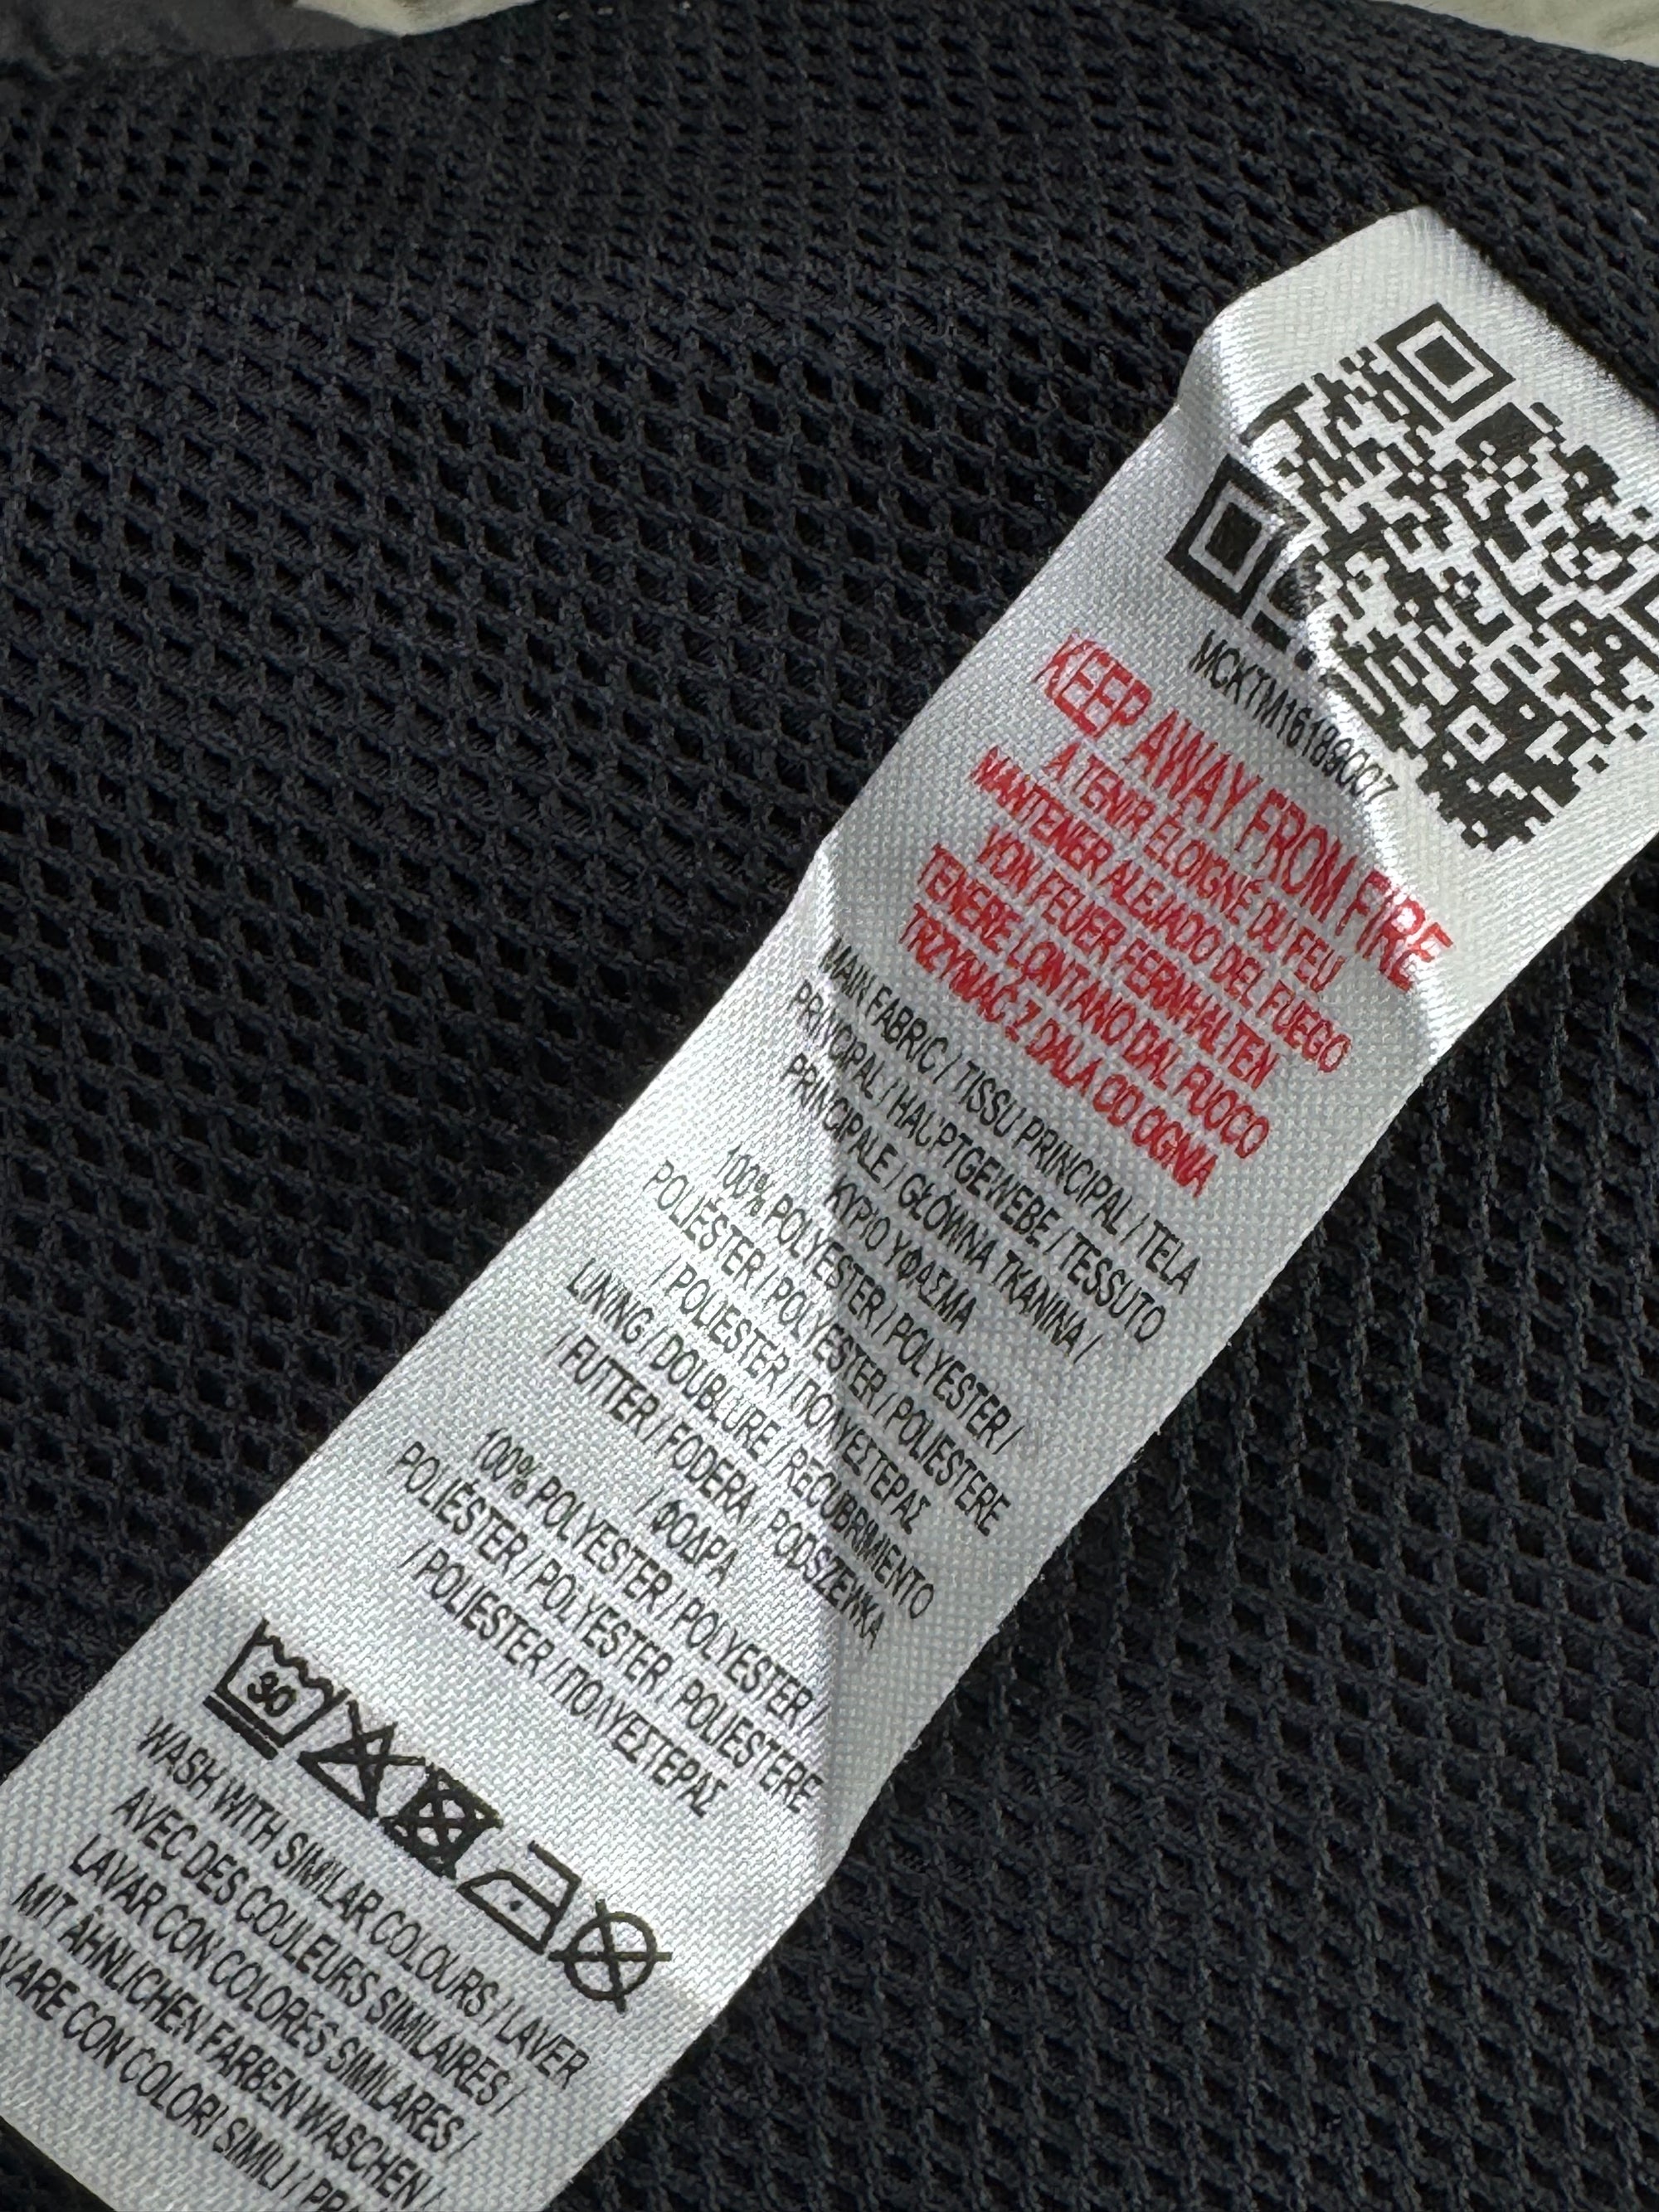 MCKTM16189007
KEEP AWAY FROM FIRE
A TENIR ÉLOIGNÉ DU FEU
MANTENER ALEJADO DEL FUEGO
VON FEUER FERNHALTEN
TENERE LONTANO DAL FUOCO
TRZYMAĆ Z DALA OD OGNIA
MAIN FABRIC / TISSU PRINCIPAL / TELA
PRINCIPAL / HAUPTGEWEBE / TESSUTO
PRINCIPALE / GŁÓWNA TKANINA /
ΚΥΡΙΟ ΥΦΑΣΜΑ
100% POLYESTER / POLYESTER /
POLIÉSTER / POLYESTER / POLIESTERE
/ POLIESTER / ΠΟΛΥΕΣΤΕΡΑΣ
LINING / DOUBLURE / RECUBRIMIENTO
/ FUTTER / FODERA / PODSZEWKA
/ ΦΟΔΡΑ
100% POLYESTER / POLYESTER /
POLIÉSTER / POLYESTER / POLIESTERE
/ POLIESTER / ΠΟΛΥΕΣΤΕΡΑΣ
30
WASH WITH SIMILAR COLOURS / LAVER
AVEC DES COULEURS SIMILAIRES /
LAVAR CON COLORES SIMILARES /
MIT ÄHNLICHEN FARBEN WASCHEN /
CON COLORI SIMILI /